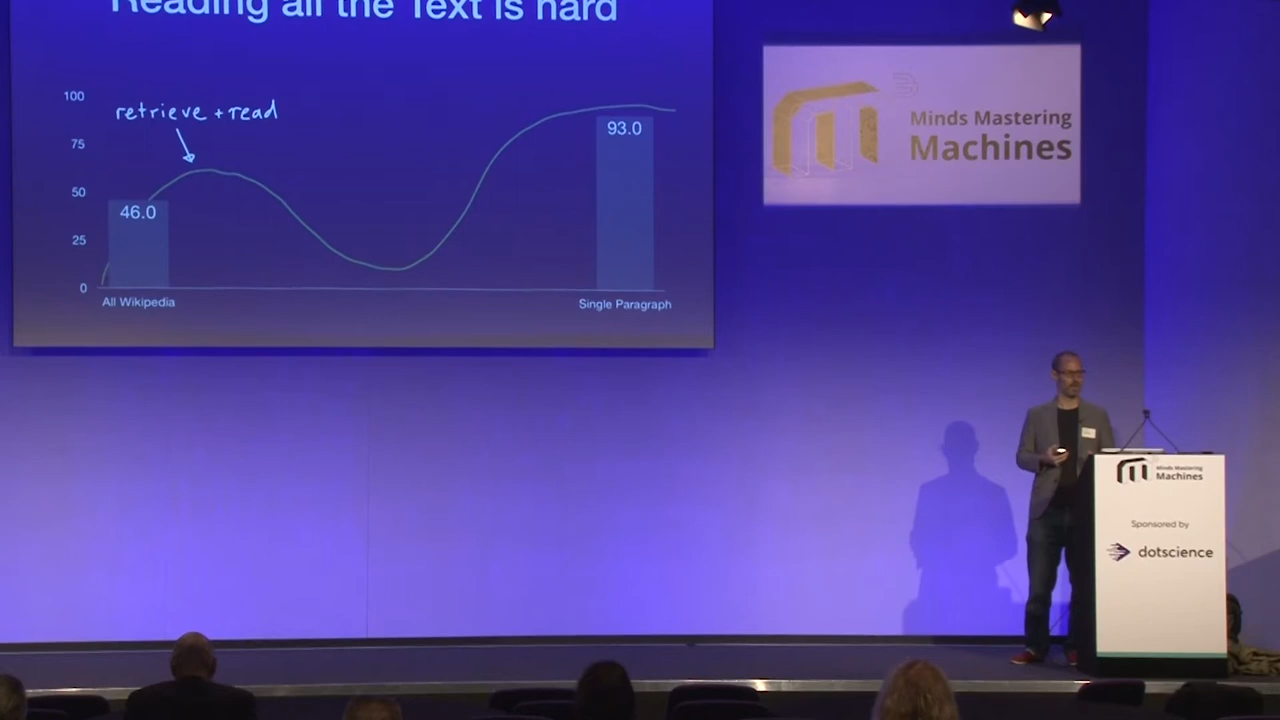 Reading all the Text is hard
100
75
50
25
0
retrieve + read
46.0
93.0
All Wikipedia
Single Paragraph
Minds Mastering
Machines
Minds Mastering
Machines
Sponsored by
dotscience